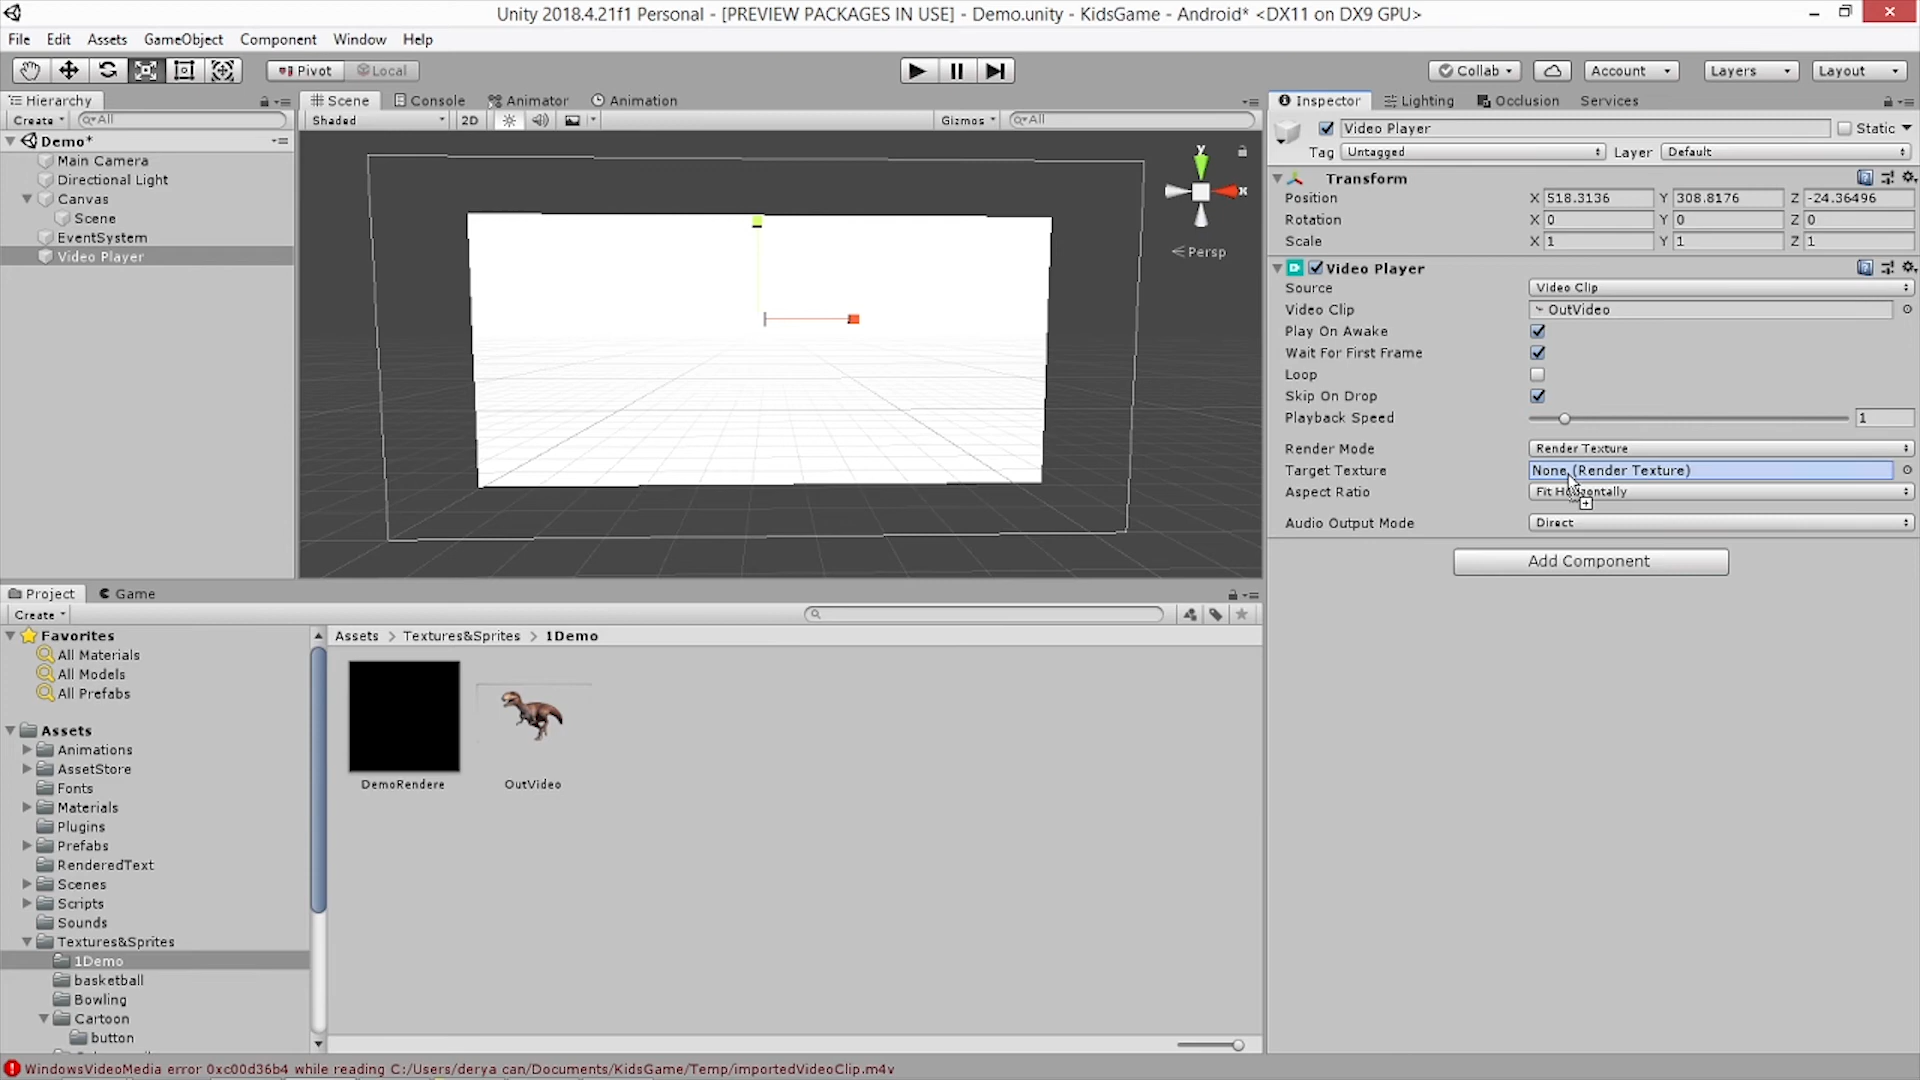 Unity 2018.4.21f1 Personal - [PREVIEW PACKAGES IN USE] - Demo.unity - KidsGame - Android* <DX11 on DX9 GPU>
File Edit Assets GameObject Component Window Help
Pivot Local Collab Account Layers Layout
Hierarchy
Create All
Demo*
Main Camera
Directional Light
Canvas
Scene
EventSystem
Video Player
Scene Console Animator Animation
Shaded 2D Gizmos All
y
x
Persp
Inspector Lighting Occlusion Services
Video Player Static
Tag Untagged Layer Default
Transform
Position X 518.3136 Y 308.8176 Z -24.36496
Rotation X 0 Y 0 Z 0
Scale X 1 Y 1 Z 1
Video Player
Source Video Clip
Video Clip OutVideo
Play On Awake
Wait For First Frame
Loop
Skip On Drop
Playback Speed 1
Render Mode Render Texture
Target Texture None (Render Texture)
Aspect Ratio Fit Horizontally
Audio Output Mode Direct
Add Component
Project Game
Create
Favorites
All Materials
All Models
All Prefabs
Assets
Animations
AssetStore
Fonts
Materials
Plugins
Prefabs
RenderedText
Scenes
Scripts
Sounds
Textures&Sprites
1Demo
basketball
Bowling
Cartoon
button
Assets > Textures&Sprites > 1Demo
DemoRendere OutVideo
WindowsVideoMedia error 0xc00d36b4 while reading C:/Users/derya can/Documents/KidsGame/Temp/importedVideoClip.m4v